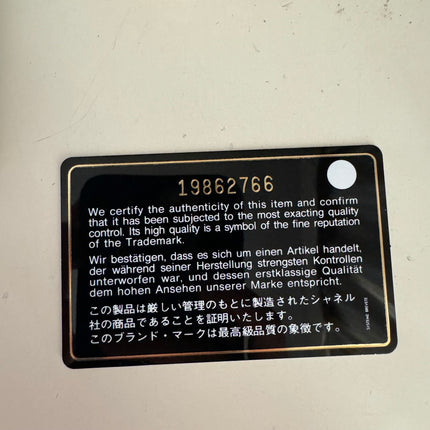 19862766
We certify the authenticity of this item and confirm
that it has been subjected to the most exacting quality
control. Its high quality is a symbol of the fine reputation
of the Trademark.
Wir bestätigen, dass es sich um einen Artikel handelt,
der während seiner Herstellung strengsten Kontrollen
unterworfen war, und dessen erstklassige Qualität
dem hohen Ansehen unserer Marke entspricht.
この製品は厳しい管理のもとに製造されたシャネル
社の商品であることを証明いたします。
このブランド・マークは最高級品質の象徴です。